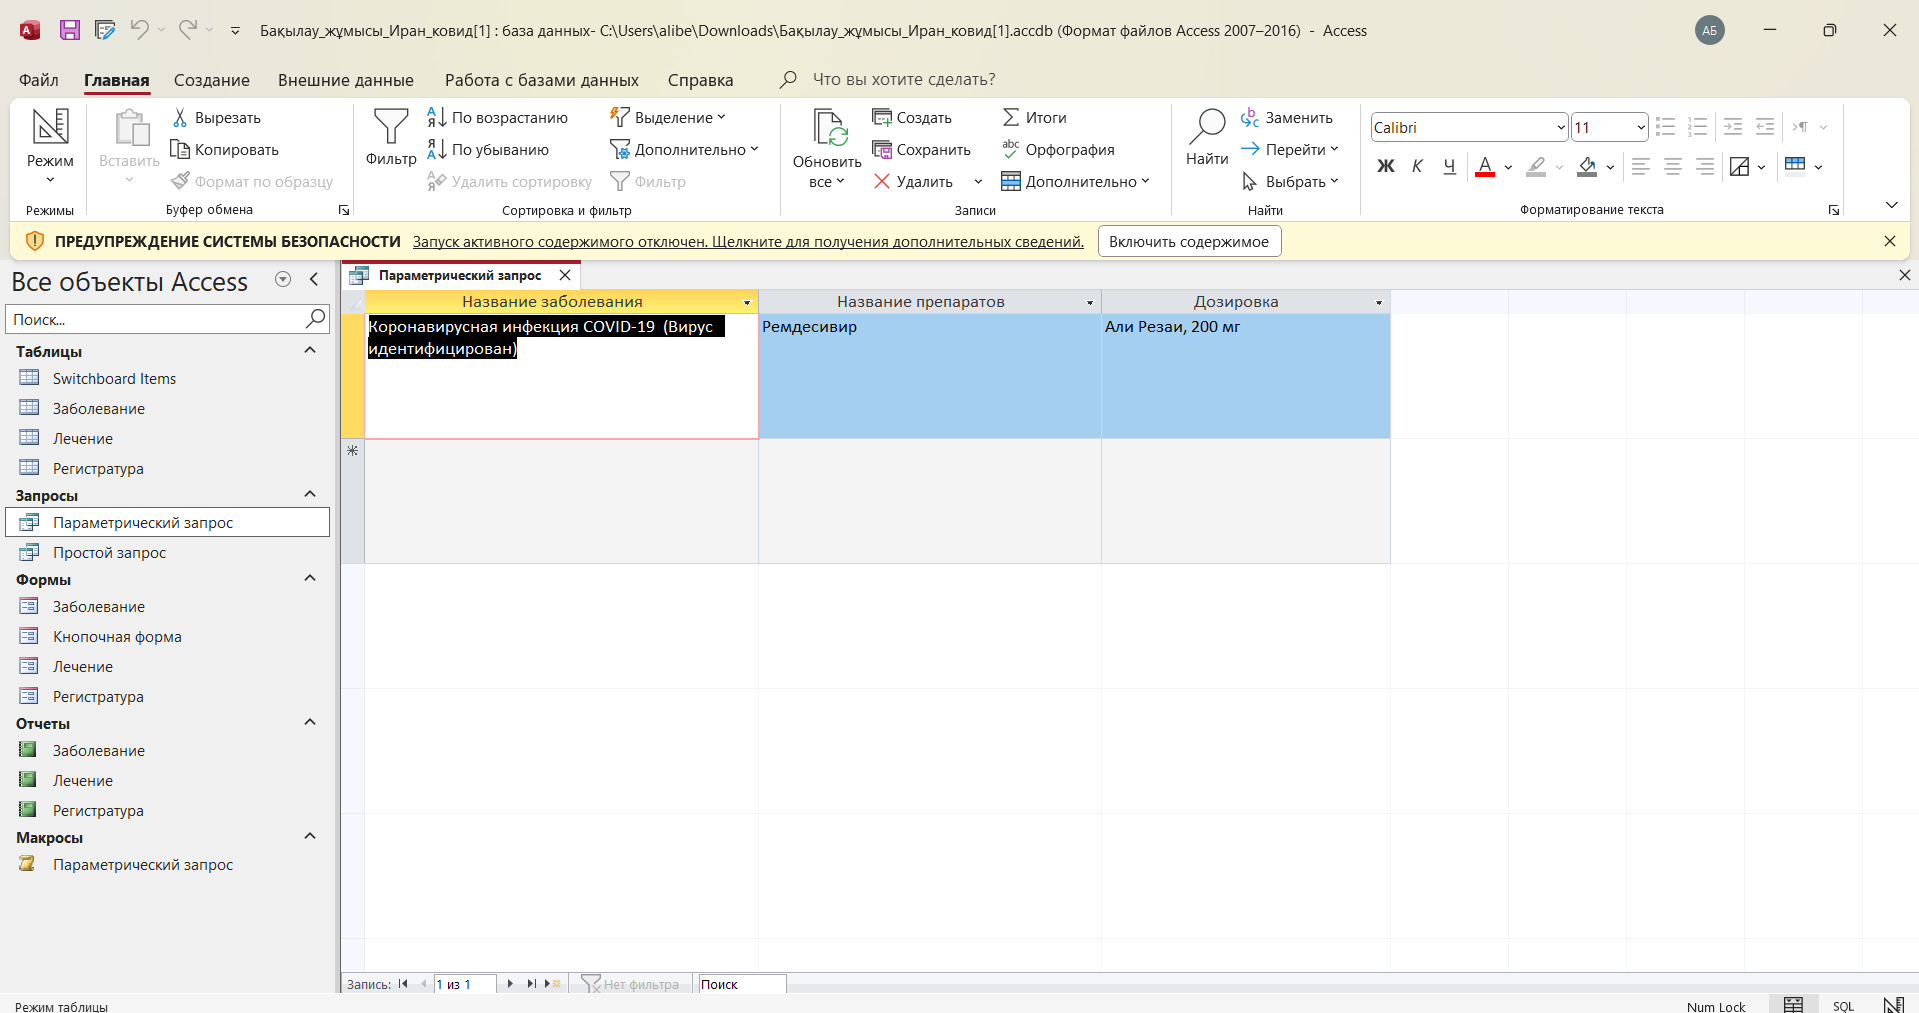 Бақылау_жұмысы_Иран_ковид[1] : база данных- C:\Users\alibe\Downloads\Бақылау_жұмысы_Иран_ковид[1].accdb (Формат файлов Access 2007–2016) - Access
АБ
Файл Главная Создание Внешние данные Работа с базами данных Справка Что вы хотите сделать?
Режим
Режимы
Вставить
Вырезать
Копировать
Формат по образцу
Буфер обмена
Фильтр
По возрастанию
По убыванию
Удалить сортировку
Выделение
Дополнительно
Фильтр
Сортировка и фильтр
Обновить
все
Создать
Сохранить
Удалить
Итоги
Орфография
Дополнительно
Записи
Найти
Заменить
Перейти
Выбрать
Найти
Calibri 11
Ж К Ч А
Форматирование текста
ПРЕДУПРЕЖДЕНИЕ СИСТЕМЫ БЕЗОПАСНОСТИ Запуск активного содержимого отключен. Щелкните для получения дополнительных сведений. Включить содержимое
Все объекты Access
Поиск...
Таблицы
Switchboard Items
Заболевание
Лечение
Регистратура
Запросы
Параметрический запрос
Простой запрос
Формы
Заболевание
Кнопочная форма
Лечение
Регистратура
Отчеты
Заболевание
Лечение
Регистратура
Макросы
Параметрический запрос
Параметрический запрос
Название заболевания Название препаратов Дозировка
Коронавирусная инфекция COVID-19 (Вирус Ремдесивир Али Резаи, 200 мг
идентифицирован)
Запись: 1 из 1 Нет фильтра Поиск
Режим таблицы Num Lock SQL